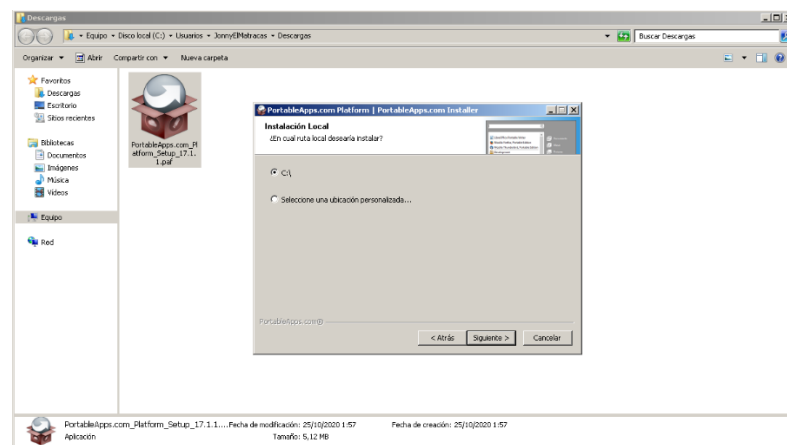 Descargas
Equipo
Disco local (C:)
Usuarios
JonnyElMatracas
Descargas
Buscar Descargas
Organizar
Abrir
Compartir con
Nueva carpeta
Favoritos
Descargas
Escritorio
Sitios recientes
Bibliotecas
Documentos
Imágenes
Música
Vídeos
Equipo
Red
PortableApps.com_Pl
atform_Setup_17.1.
1.paf
PortableApps.com Platform | PortableApps.com Installer
Instalación Local
¿En cual ruta local desearía instalar?
C:\
Seleccione una ubicación personalizada...
PortableApps.com®
< Atrás
Siguiente >
Cancelar
PortableApps.com_Platform_Setup_17.1.1....
Fecha de modificación: 25/10/2020 1:57
Fecha de creación: 25/10/2020 1:57
Aplicación
Tamaño: 5,12 MB